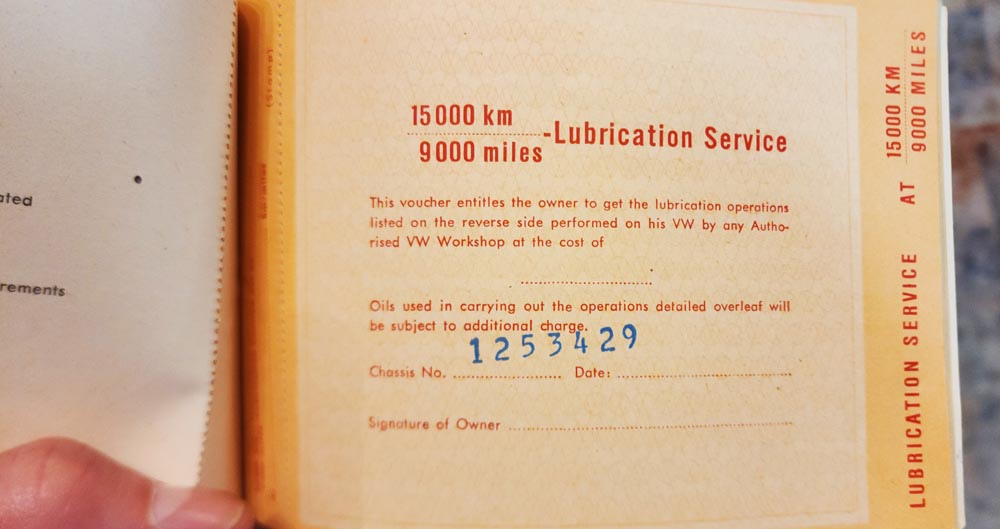 ated
rements
15000 km
9000 miles
-Lubrication Service
This voucher entitles the owner to get the lubrication operations
listed on the reverse side performed on his VW by any Autho-
rised VW Workshop at the cost of
Oils used in carrying out the operations detailed overleaf will
be subject to additional charge.
1253429
Chassis No. Date:
Signature of Owner
LUBRICATION SERVICE AT 15000 KM
9000 MILES